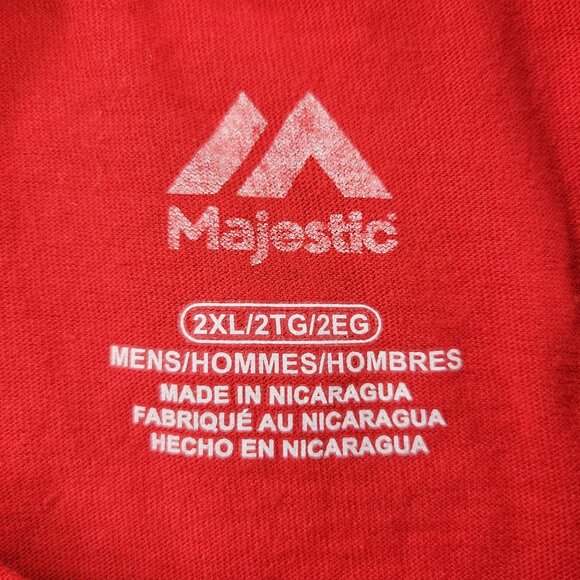 Majestic
2XL/2TG/2EG
MENS/HOMMES/HOMBRES
MADE IN NICARAGUA
FABRIQUÉ AU NICARAGUA
HECHO EN NICARAGUA